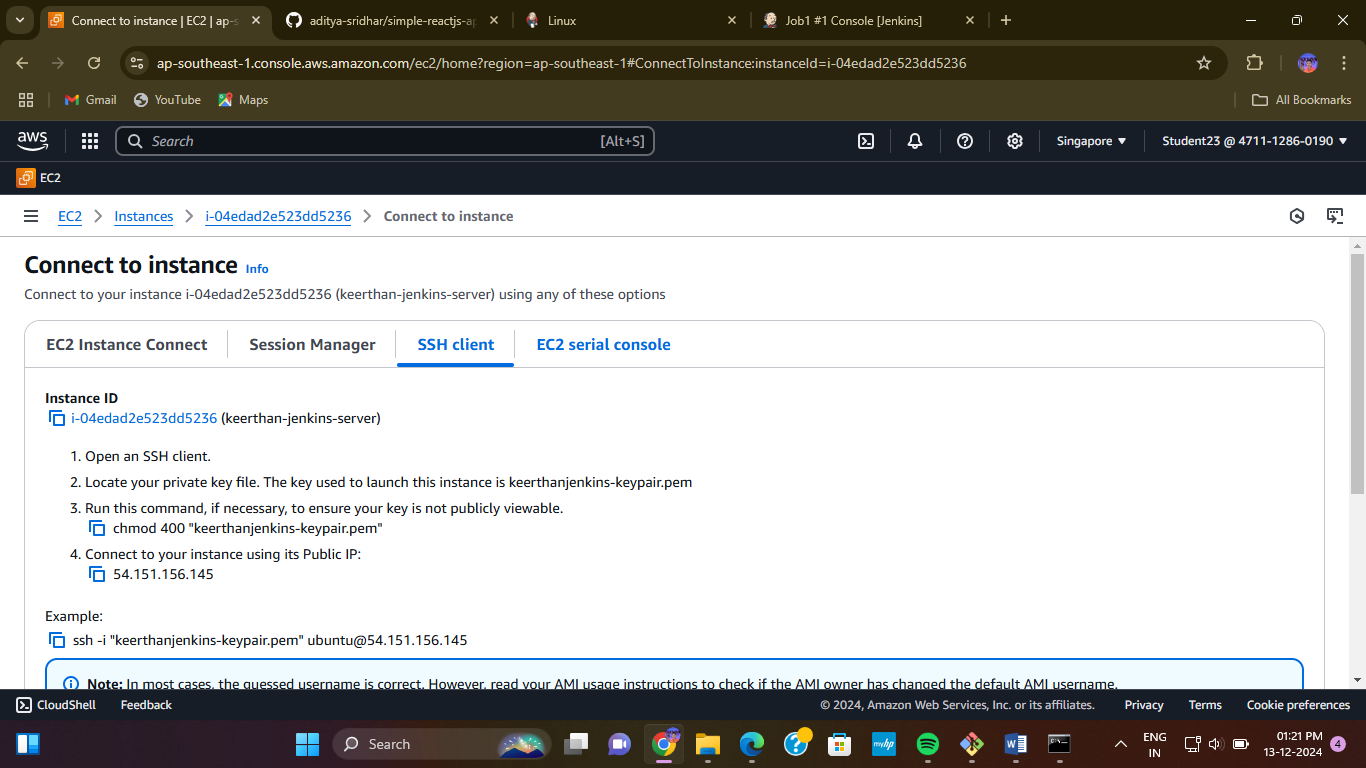 Connect to instance | EC2 | ap-s
aditya-sridhar/simple-reactjs-ap
Linux
Job1 #1 Console [Jenkins]
ap-southeast-1.console.aws.amazon.com/ec2/home?region=ap-southeast-1#ConnectToInstance:instanceId=i-04edad2e523dd5236
Gmail
YouTube
Maps
All Bookmarks
aws
Search
[Alt+S]
Singapore
Student23 @ 4711-1286-0190
EC2
EC2
Instances
i-04edad2e523dd5236
Connect to instance
Connect to instance Info
Connect to your instance i-04edad2e523dd5236 (keerthan-jenkins-server) using any of these options
EC2 Instance Connect
Session Manager
SSH client
EC2 serial console
Instance ID
i-04edad2e523dd5236 (keerthan-jenkins-server)
1. Open an SSH client.
2. Locate your private key file. The key used to launch this instance is keerthanjenkins-keypair.pem
3. Run this command, if necessary, to ensure your key is not publicly viewable.
chmod 400 "keerthanjenkins-keypair.pem"
4. Connect to your instance using its Public IP:
54.151.156.145
Example:
ssh -i "keerthanjenkins-keypair.pem" ubuntu@54.151.156.145
Note: In most cases, the guessed username is correct. However, read your AMI usage instructions to check if the AMI owner has changed the default AMI username.
CloudShell
Feedback
© 2024, Amazon Web Services, Inc. or its affiliates.
Privacy
Terms
Cookie preferences
Search
myhp
ENG
IN
01:21 PM
13-12-2024
4